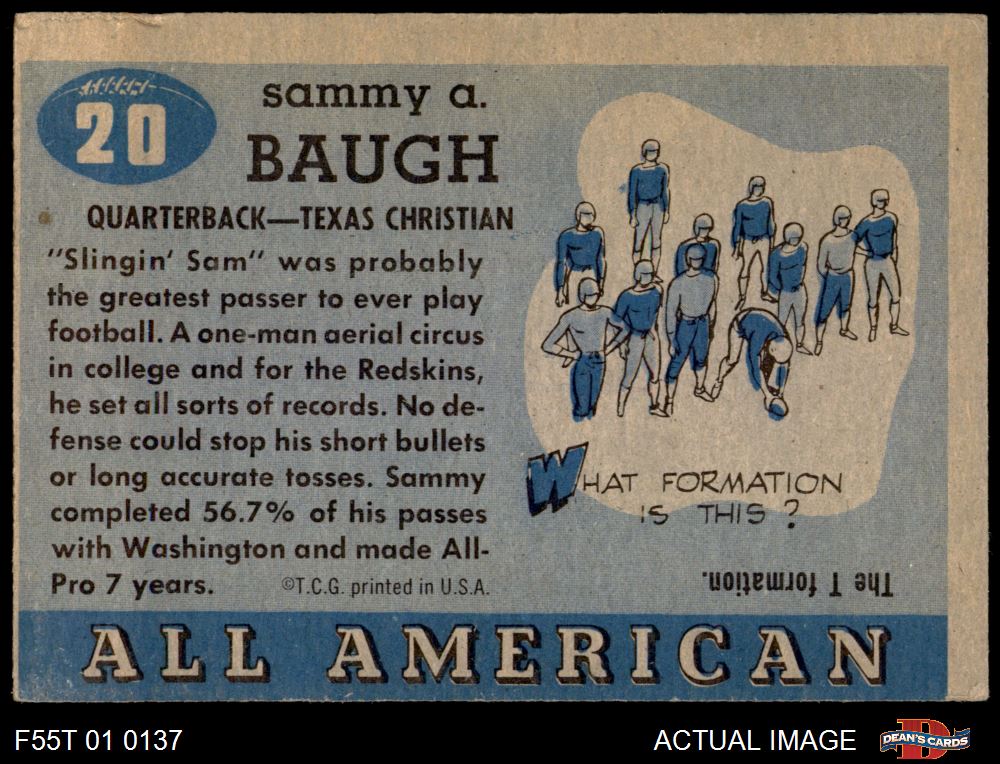 20
sammy a.
BAUGH
QUARTERBACK—TEXAS CHRISTIAN
"Slingin' Sam" was probably
the greatest passer to ever play
football. A one-man aerial circus
in college and for the Redskins,
he set all sorts of records. No de-
fense could stop his short bullets
or long accurate tosses. Sammy
completed 56.7% of his passes
with Washington and made All-
Pro 7 years.
©T.C.G. printed in U.S.A.
WHAT FORMATION
IS THIS?
The T formation.
ALL AMERICAN
F55T 01 0137
ACTUAL IMAGE
D
DEAN'S CARDS